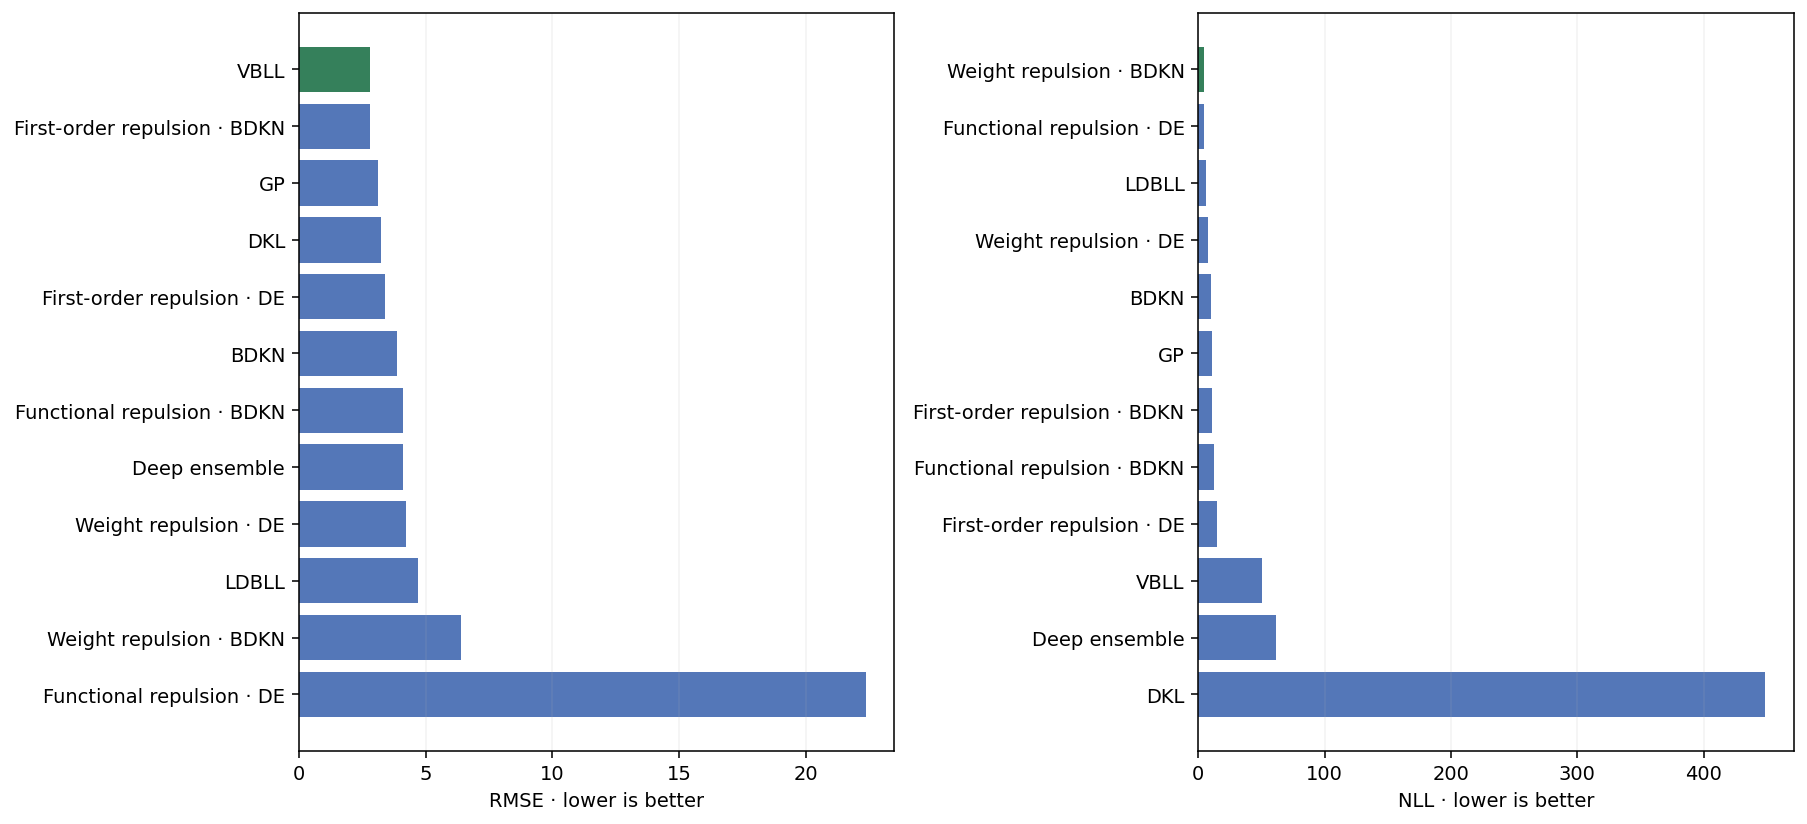 VBLL
First-order repulsion · BDKN
GP
DKL
First-order repulsion · DE
BDKN
Functional repulsion · BDKN
Deep ensemble
Weight repulsion · DE
LDBLL
Weight repulsion · BDKN
Functional repulsion · DE
0 5 10 15 20
RMSE · lower is better
Weight repulsion · BDKN
Functional repulsion · DE
LDBLL
Weight repulsion · DE
BDKN
GP
First-order repulsion · BDKN
Functional repulsion · BDKN
First-order repulsion · DE
VBLL
Deep ensemble
DKL
0 100 200 300 400
NLL · lower is better